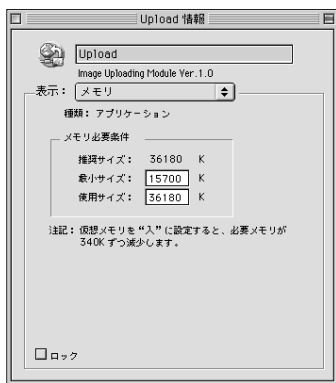 Upload 情報
Upload
Image Uploading Module Ver.1.0
表示： メモリ
種類： アプリケーション
メモリ必要条件
推奨サイズ： 36180 K
最小サイズ： 15700 K
使用サイズ： 36180 K
注記： 仮想メモリを“入”に設定すると、必要メモリが
340K ずつ減少します。
ロック